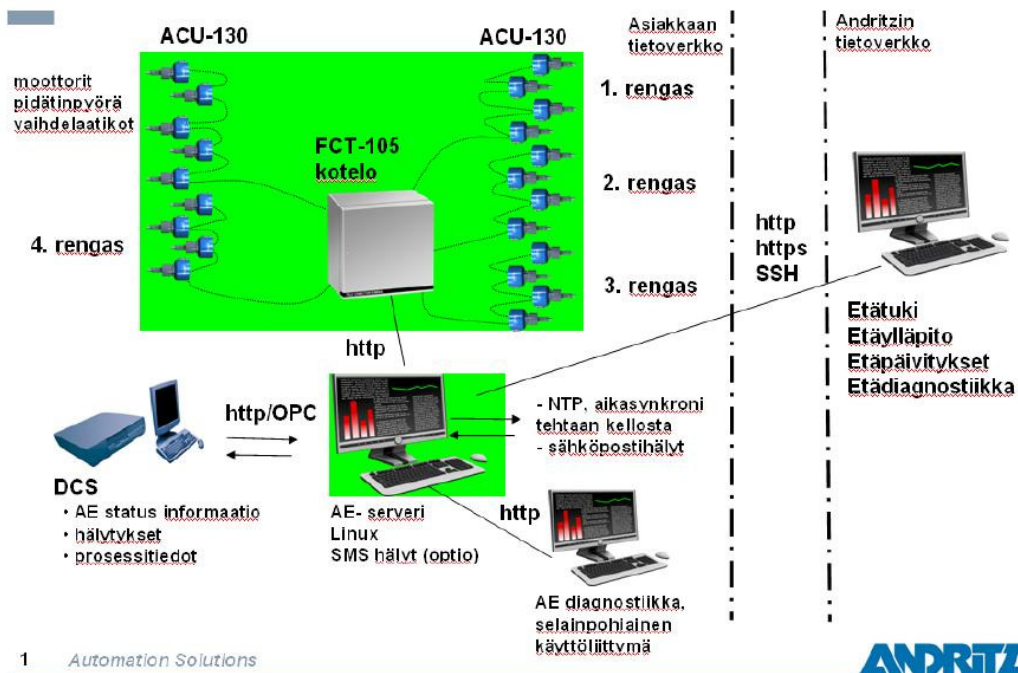 ACU-130
ACU-130
Asiakkaan
tietoverkko
Andritzin
tietoverkko
moottorit
pidätinpyörä
vaihdelaatikot
1. rengas
FCT-105
kotelo
2. rengas
4. rengas
http
https
SSH
3. rengas
Etätuki
Etäylläpito
Etäpäivitykset
Etädiagnostiikka
http
http/OPC
- NTP, aikasynkroni
tehtaan kellosta
- sähköpostihälyt
DCS
• AE status informaatio
• hälytykset
• prosessitiedot
AE- serveri
Linux
SMS hälyt (optio)
http
AE diagnostiikka,
selainpohjainen
käyttöliittymä
1 Automation Solutions
ANDRITZ